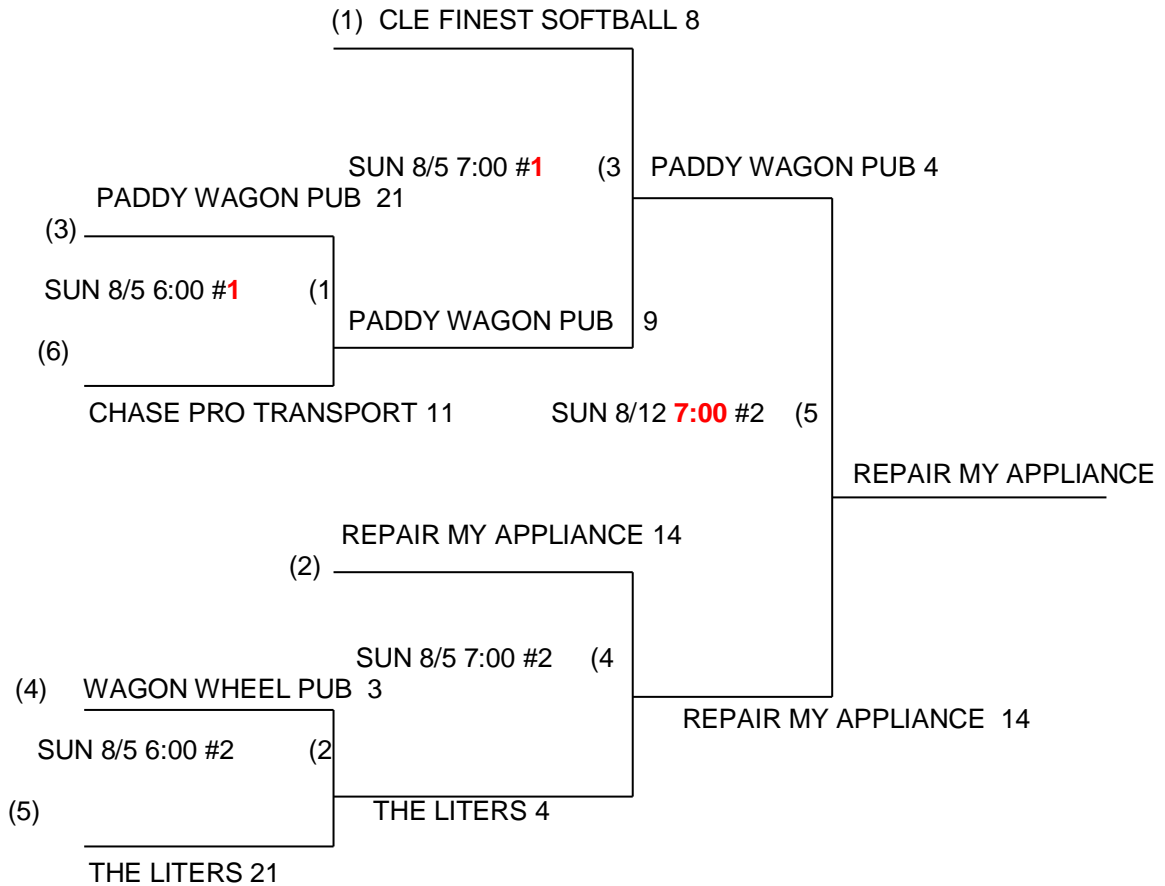 (1) CLE FINEST SOFTBALL 8
SUN 8/5 7:00 #1 (3
PADDY WAGON PUB 4
PADDY WAGON PUB 21
(3)
SUN 8/5 6:00 #1 (1
PADDY WAGON PUB 9
(6)
CHASE PRO TRANSPORT 11
SUN 8/12 7:00 #2 (5
REPAIR MY APPLIANCE
REPAIR MY APPLIANCE 14
(2)
SUN 8/5 7:00 #2 (4
(4) WAGON WHEEL PUB 3
REPAIR MY APPLIANCE 14
SUN 8/5 6:00 #2 (2
(5)
THE LITERS 4
THE LITERS 21